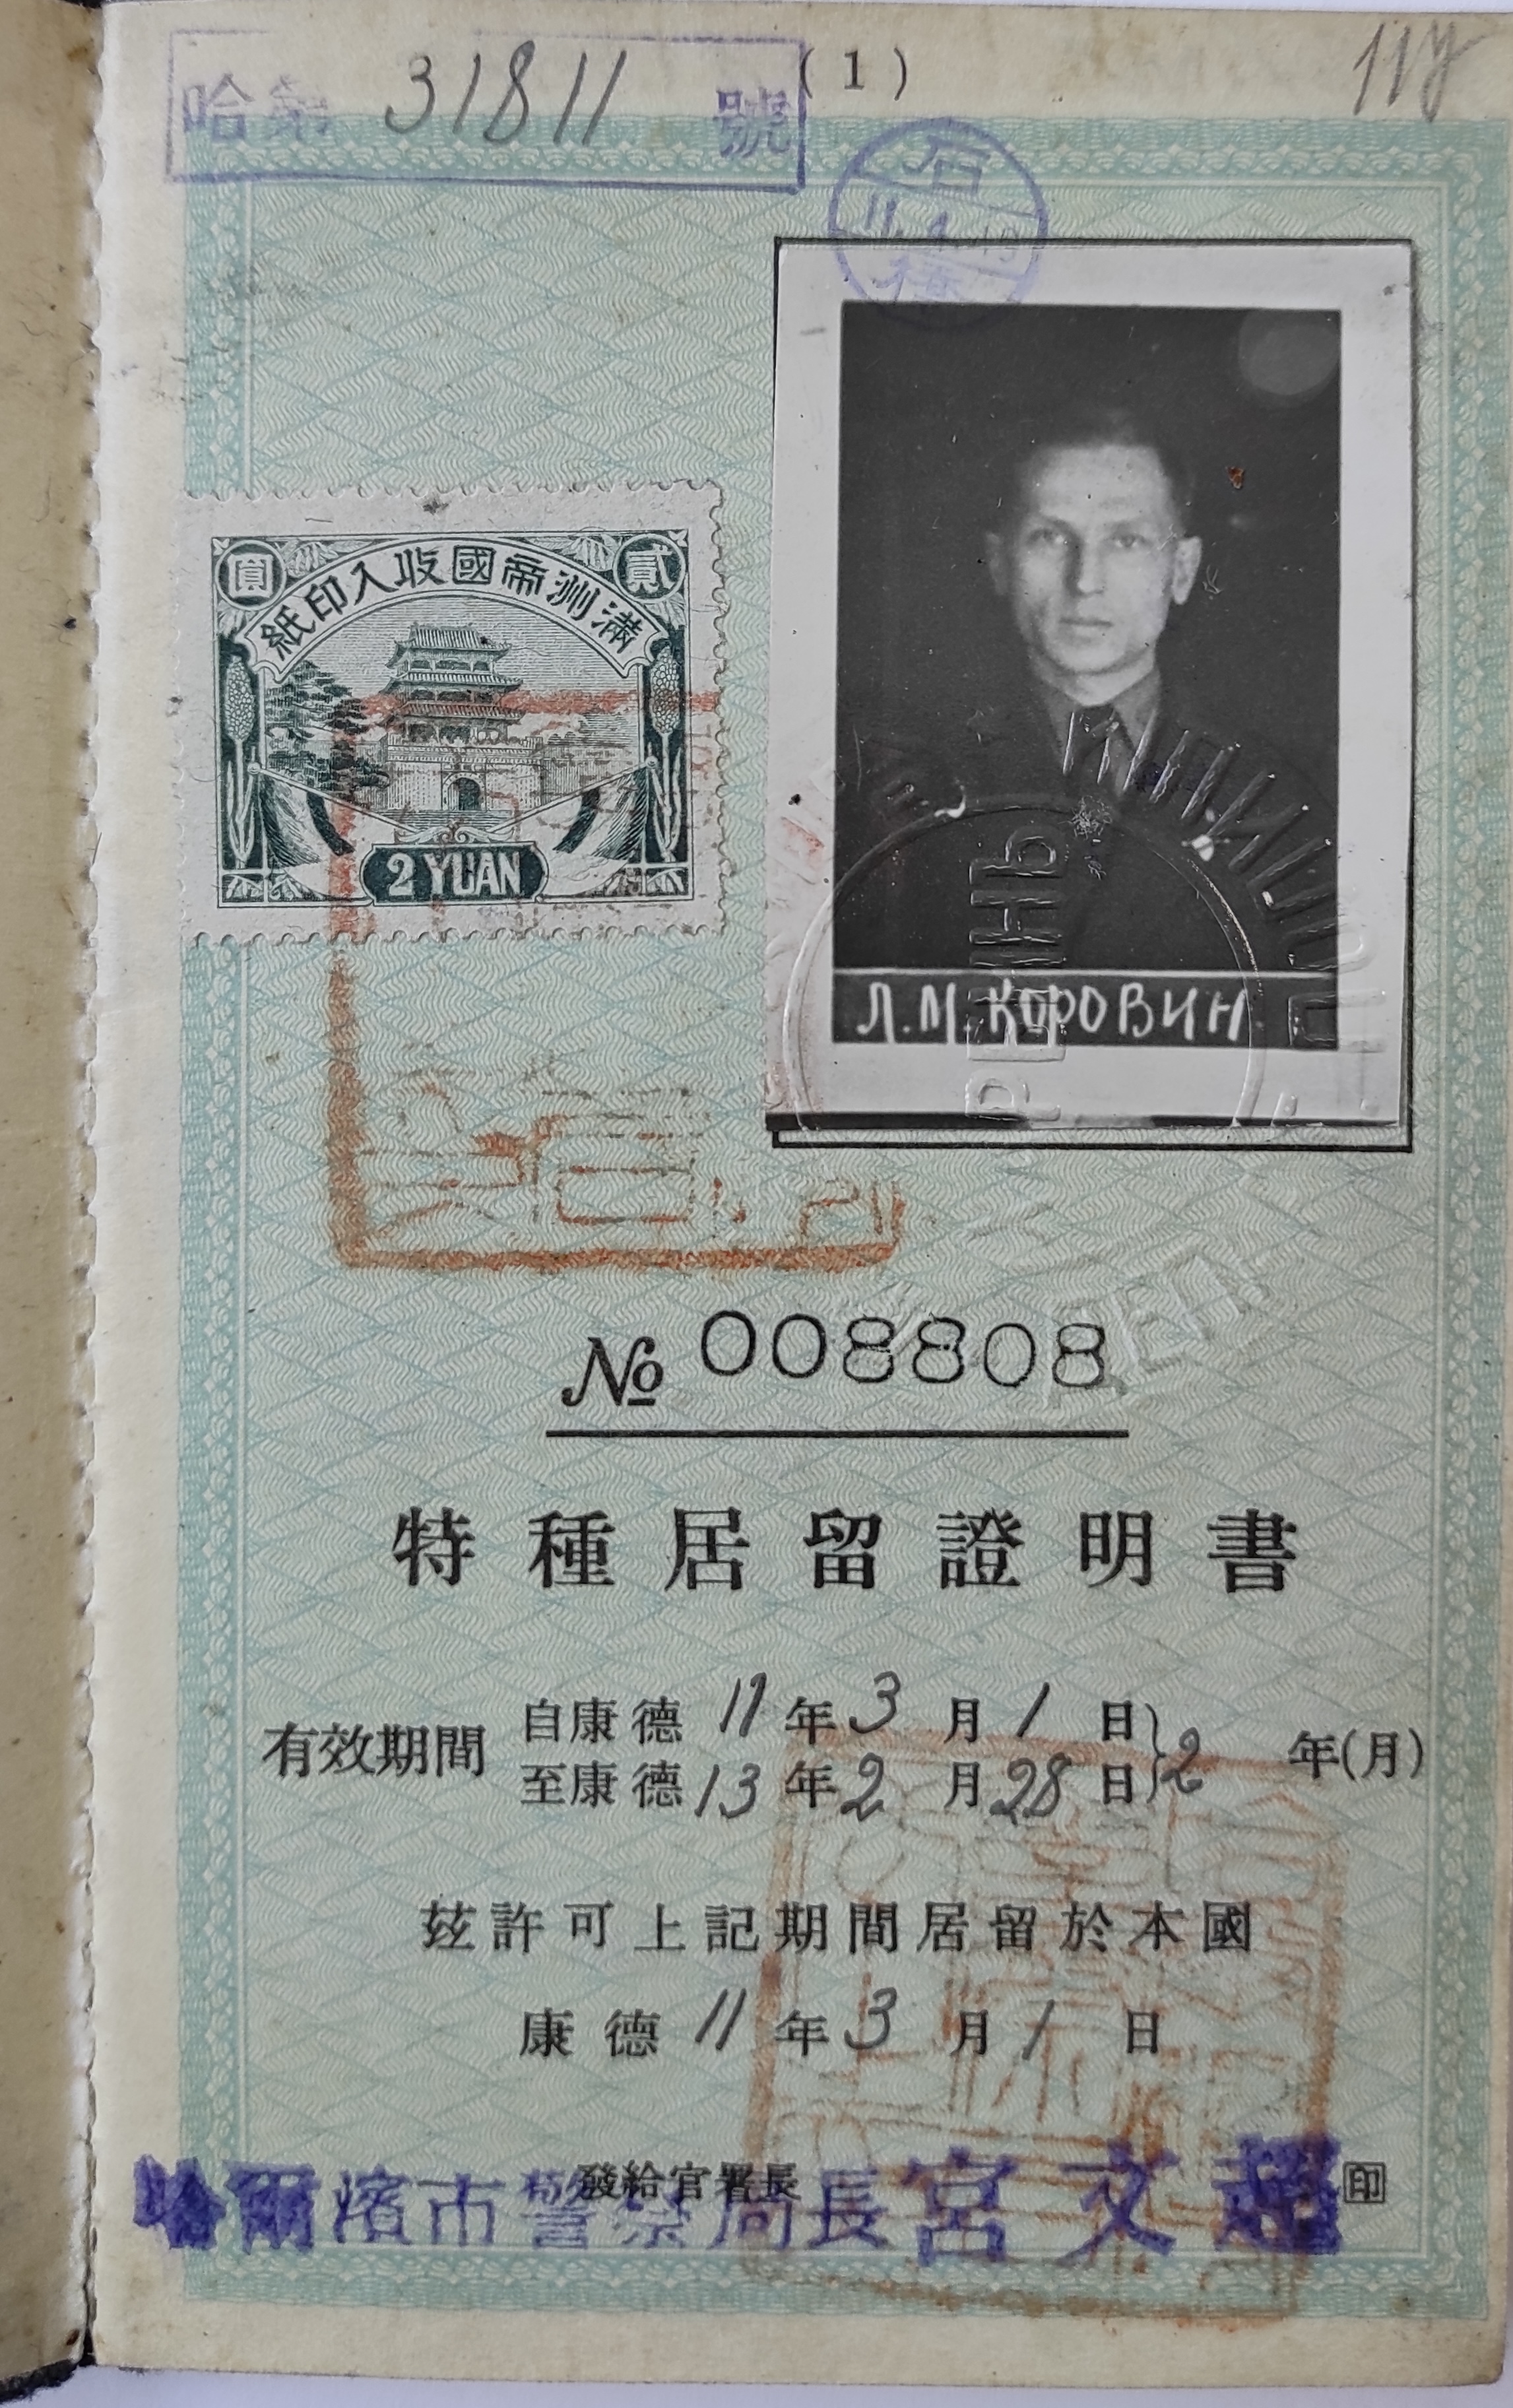 哈第 31811 號
(1)
圓 貳
紙印入收國帝洲滿
2 YUAN
Л.М.КОРОВИН
№ 008808
特種居留證明書
有效期間
自康德 11 年 3 月 1 日
至康德 13 年 2 月 28 日
2 年(月)
茲許可上記期間居留於本國
康德 11 年 3 月 1 日
發給官署長
哈爾濱市警察局長宮文超
印